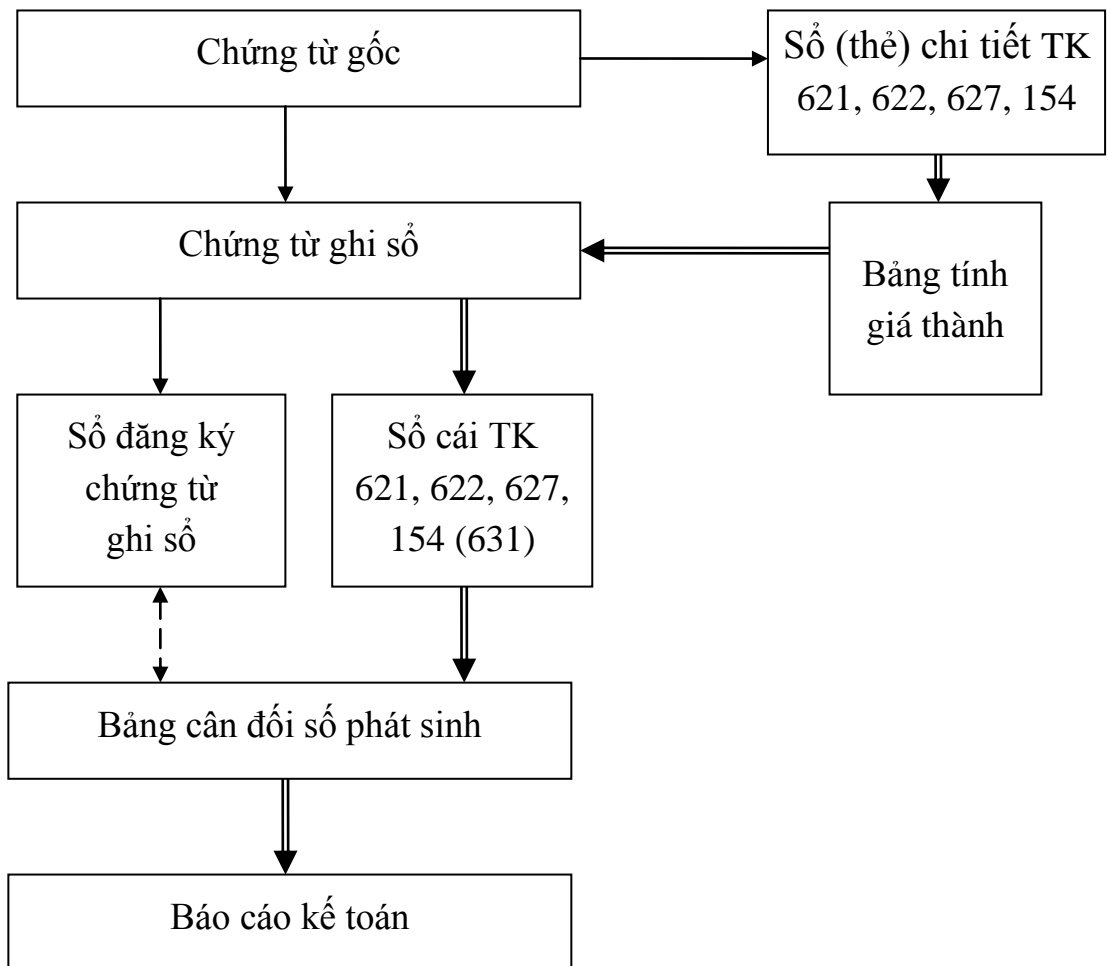 Chứng từ gốc
Sổ (thẻ) chi tiết TK
621, 622, 627, 154
Chứng từ ghi sổ
Bảng tính
giá thành
Sổ đăng ký
chứng từ
ghi sổ
Sổ cái TK
621, 622, 627,
154 (631)
Bảng cân đối số phát sinh
Báo cáo kế toán